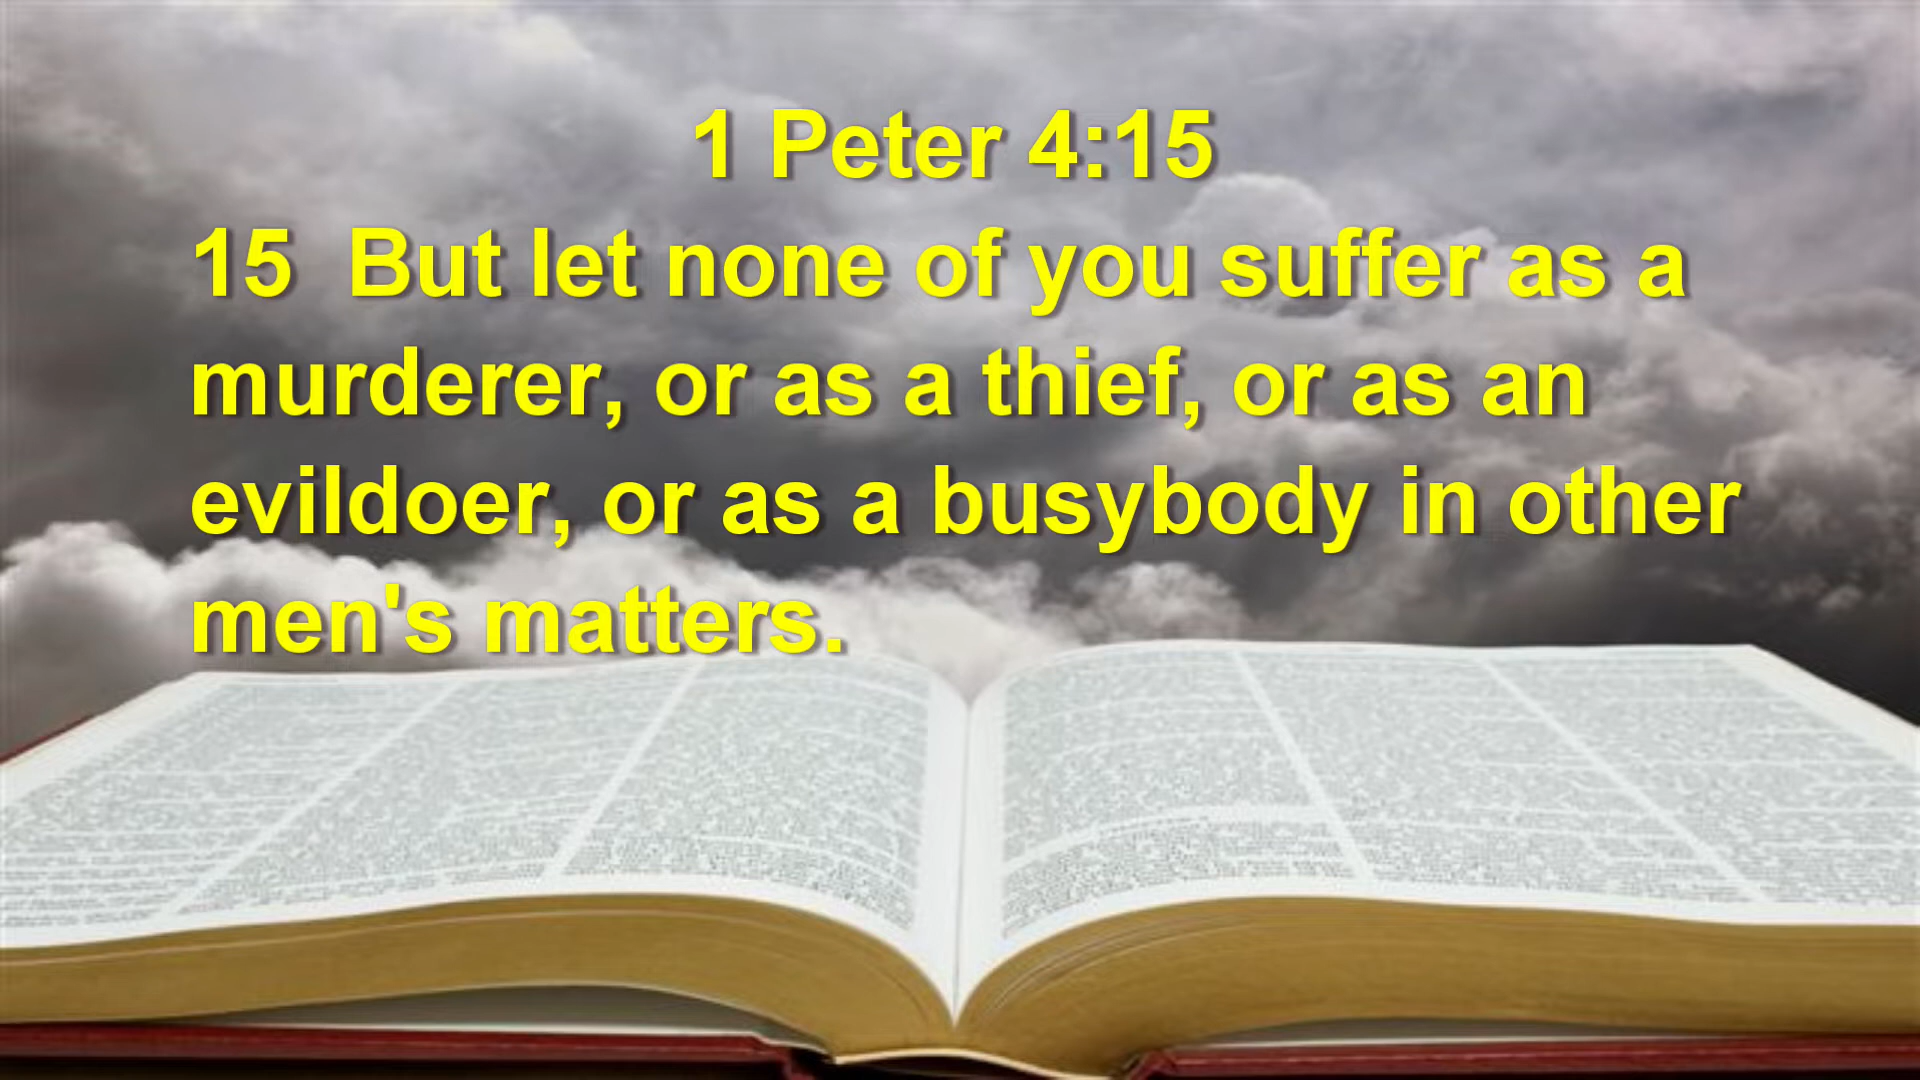 1 Peter 4:15
15  But let none of you suffer as a
murderer, or as a thief, or as an
evildoer, or as a busybody in other
men's matters.